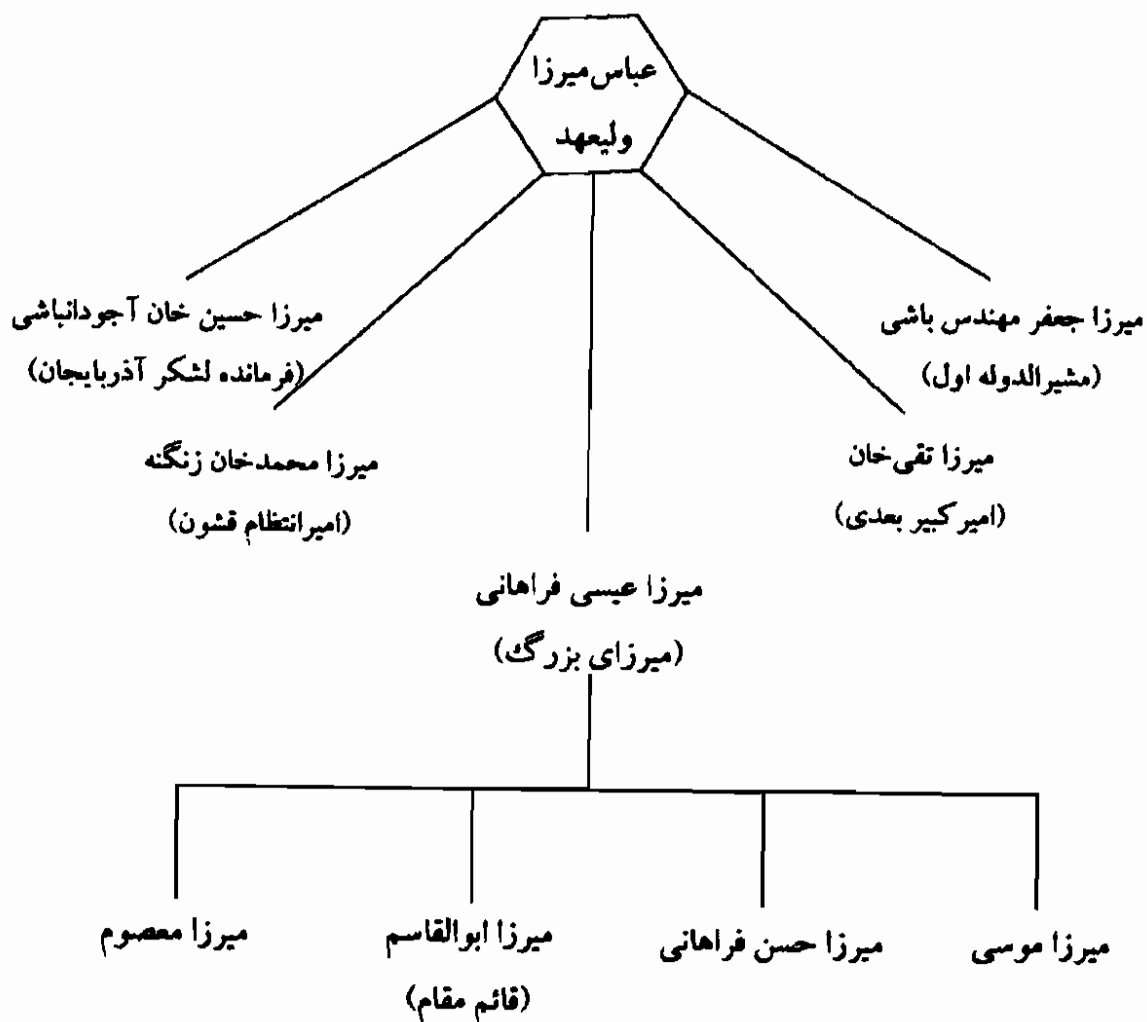 عباس میرزا
ولیعهد
میرزا جعفر مهندس باشی
(مشیرالدوله اول)
میرزا حسین خان آجودانباشی
(فرمانده لشکر آذربایجان)
میرزا تقی‌خان
(امیرکبیر بعدی)
میرزا محمدخان زنگنه
(امیرانتظام قشون)
میرزا عیسی فراهانی
(میرزای بزرگ)
میرزا موسی
میرزا حسن فراهانی
میرزا ابوالقاسم
(قائم مقام)
میرزا معصوم